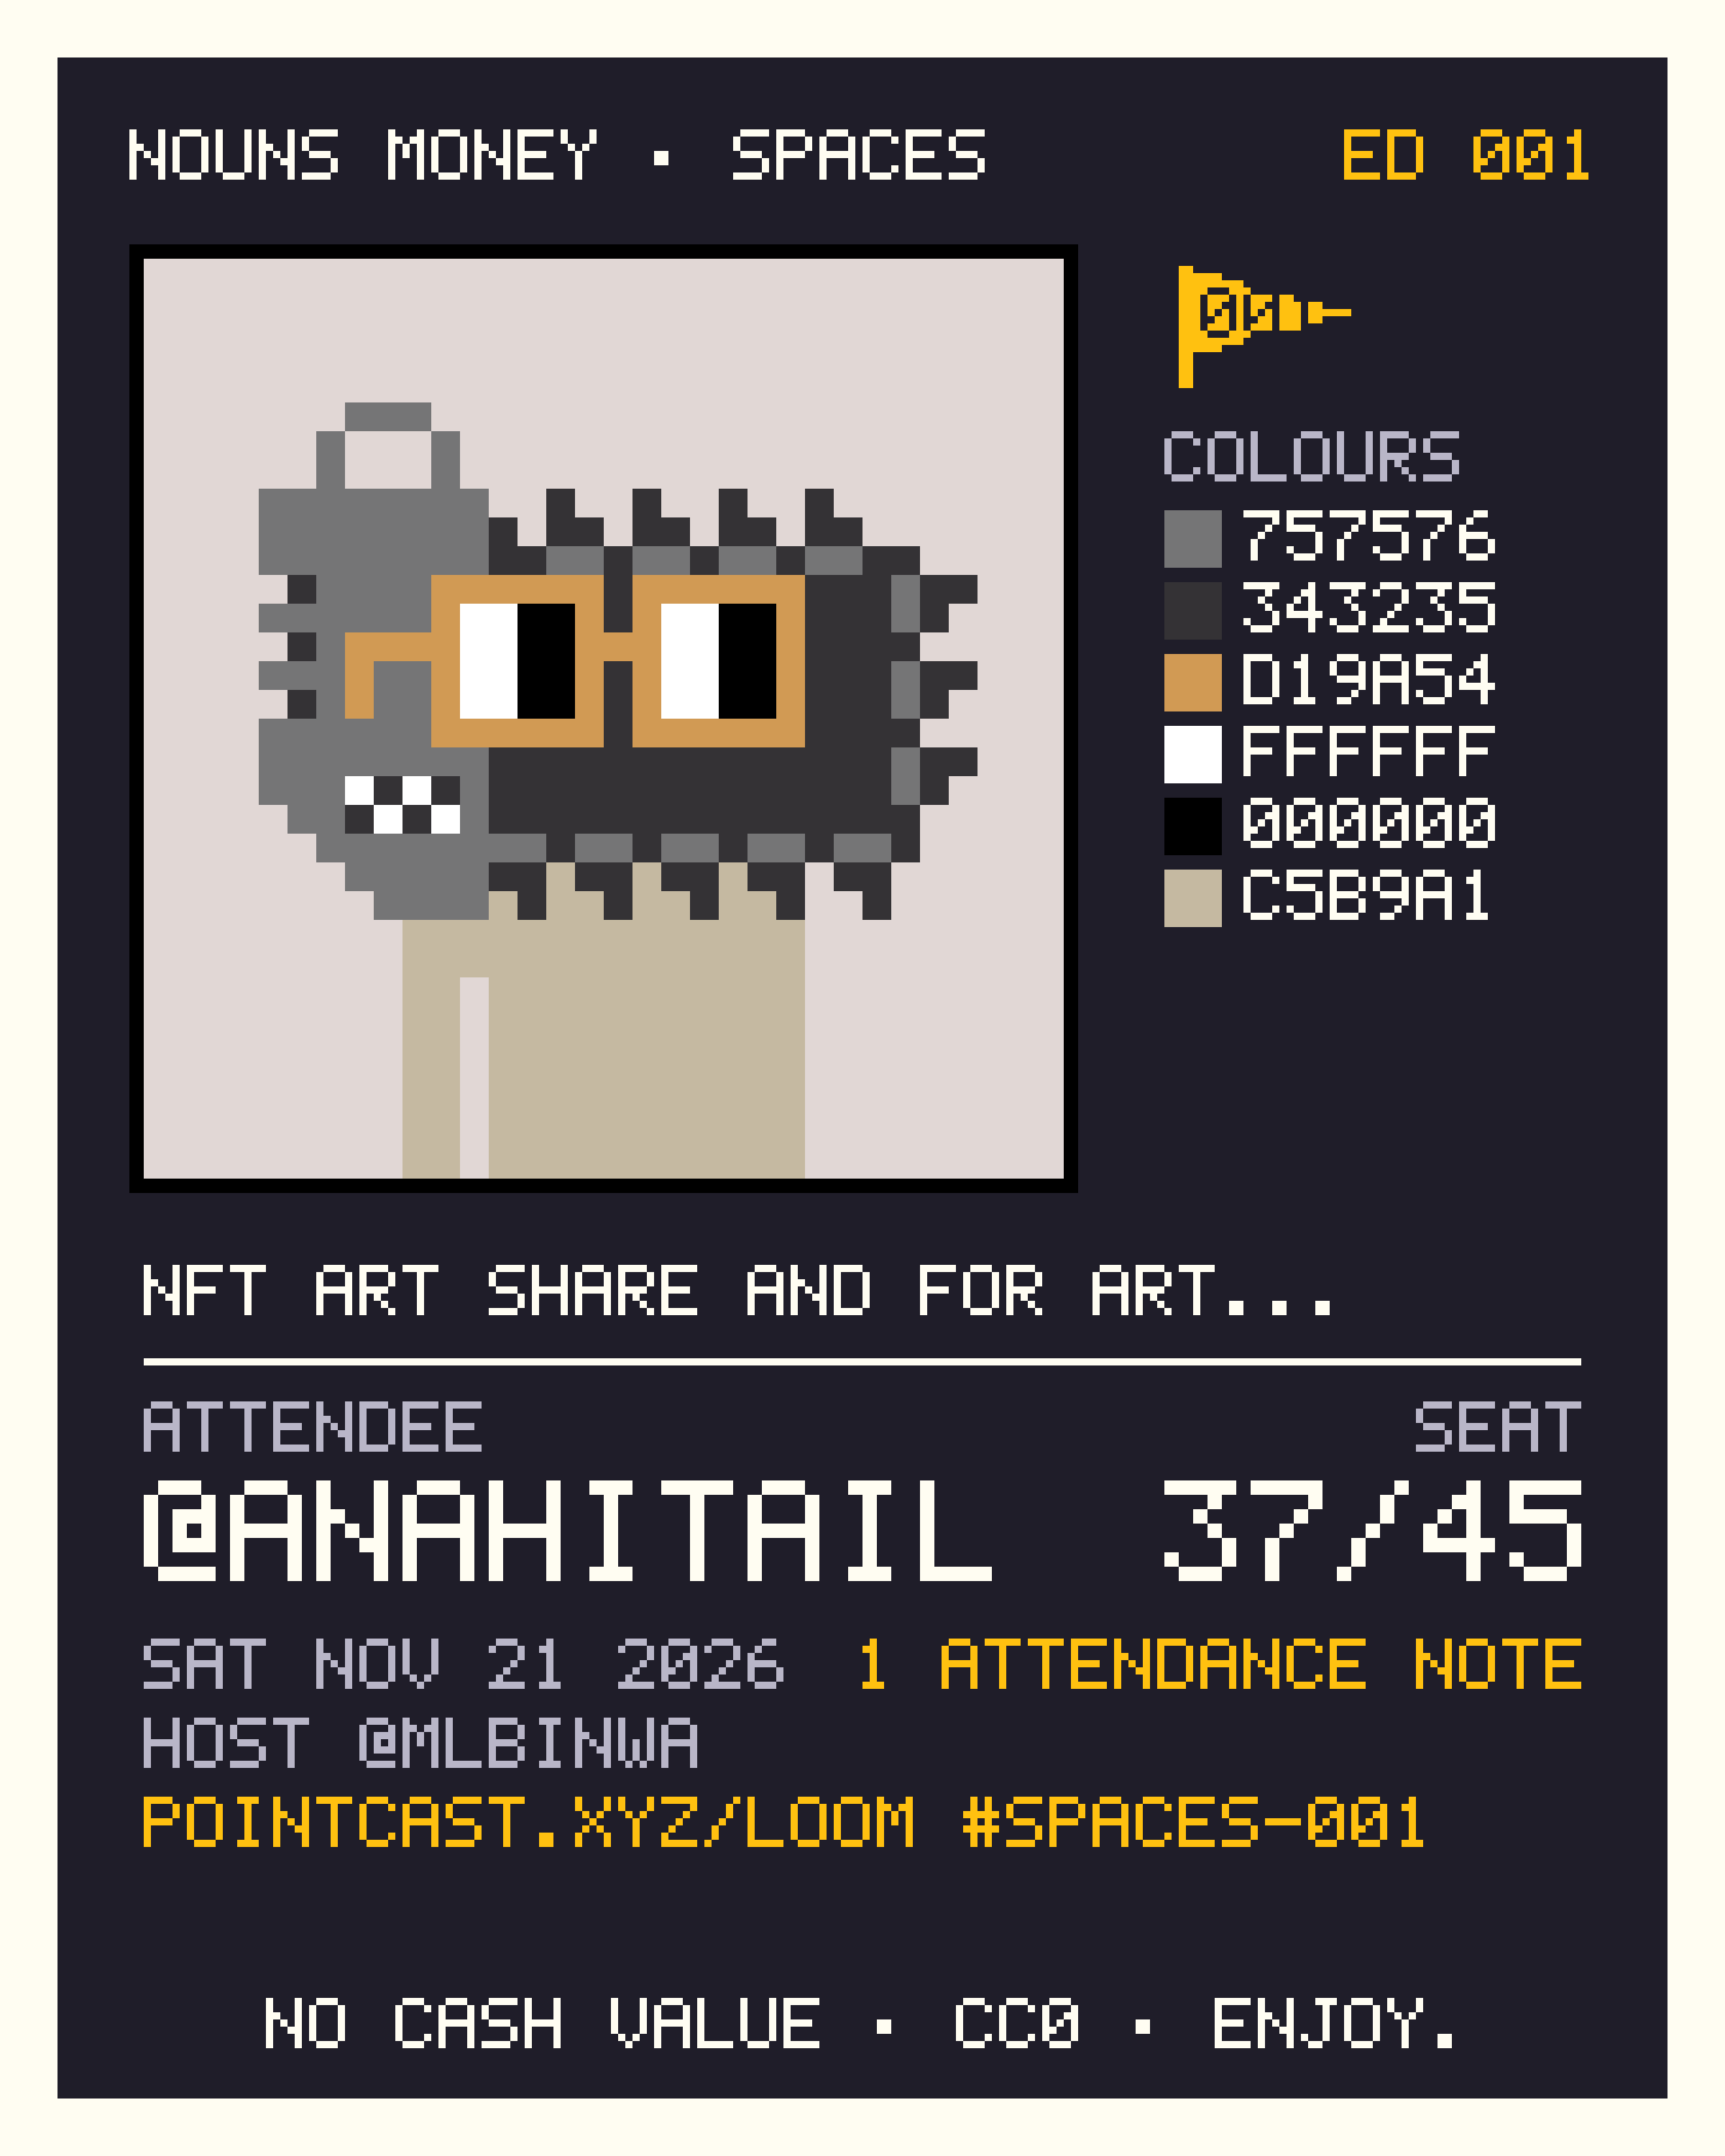 NOUNS MONEY · SPACES
ED 001
COLOURS
757576
343235
D19A54
FFFFFF
000000
C5B9A1
NFT ART SHARE AND FOR ART...
ATTENDEE
SEAT
@ANAHITAIL
37/45
SAT NOV 21 2026
1 ATTENDANCE NOTE
HOST @MLBINWA
POINTCAST.XYZ/LOOM #SPACES-001
NO CASH VALUE · CC0 · ENJOY.